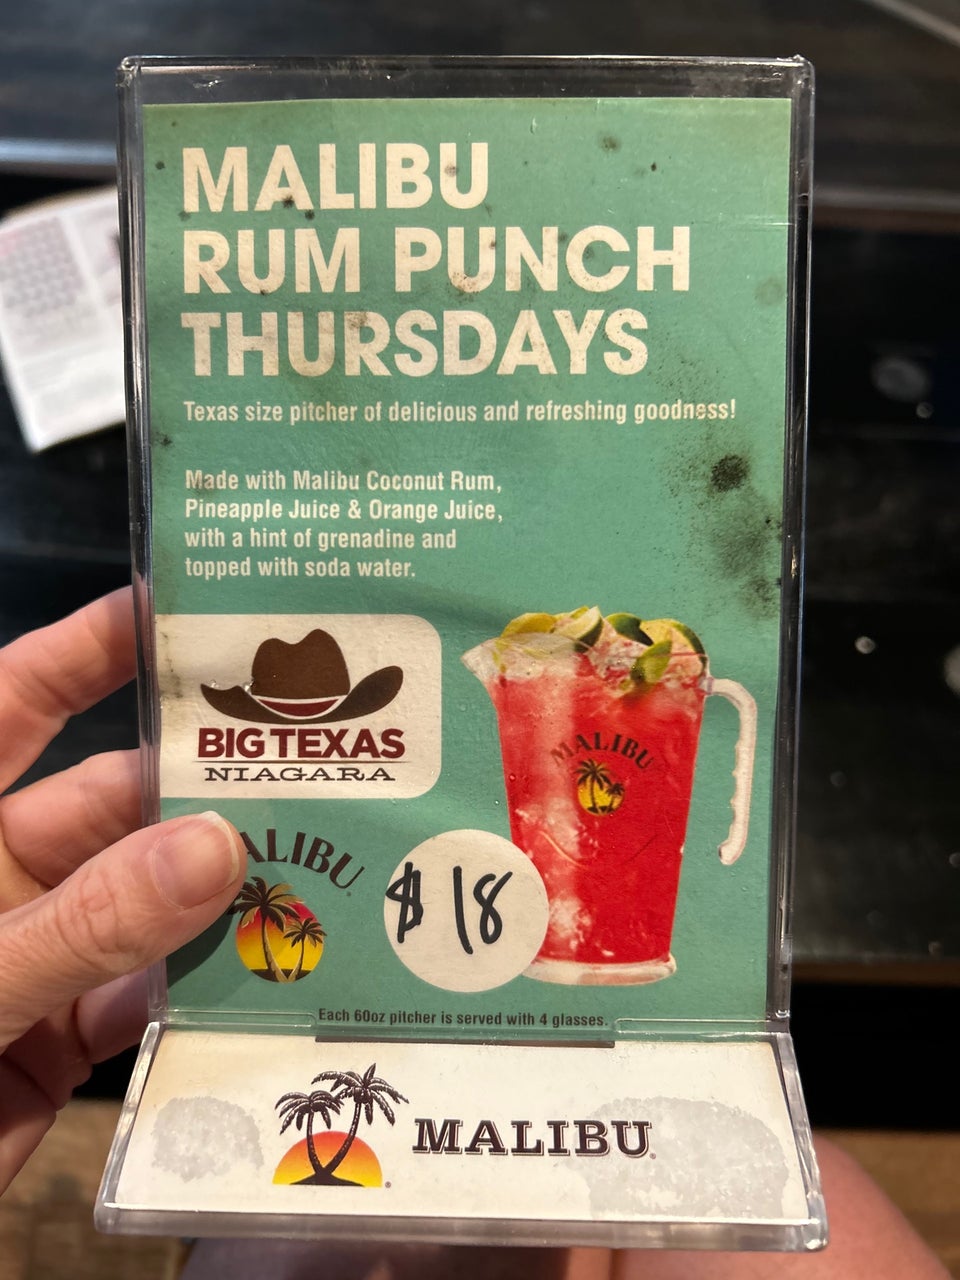 MALIBU
RUM PUNCH
THURSDAYS
Texas size pitcher of delicious and refreshing goodness!
Made with Malibu Coconut Rum,
Pineapple Juice & Orange Juice,
with a hint of grenadine and
topped with soda water.
BIG TEXAS
NIAGARA
MALIBU
MALIBU
$18
Each 60oz pitcher is served with 4 glasses.
MALIBU